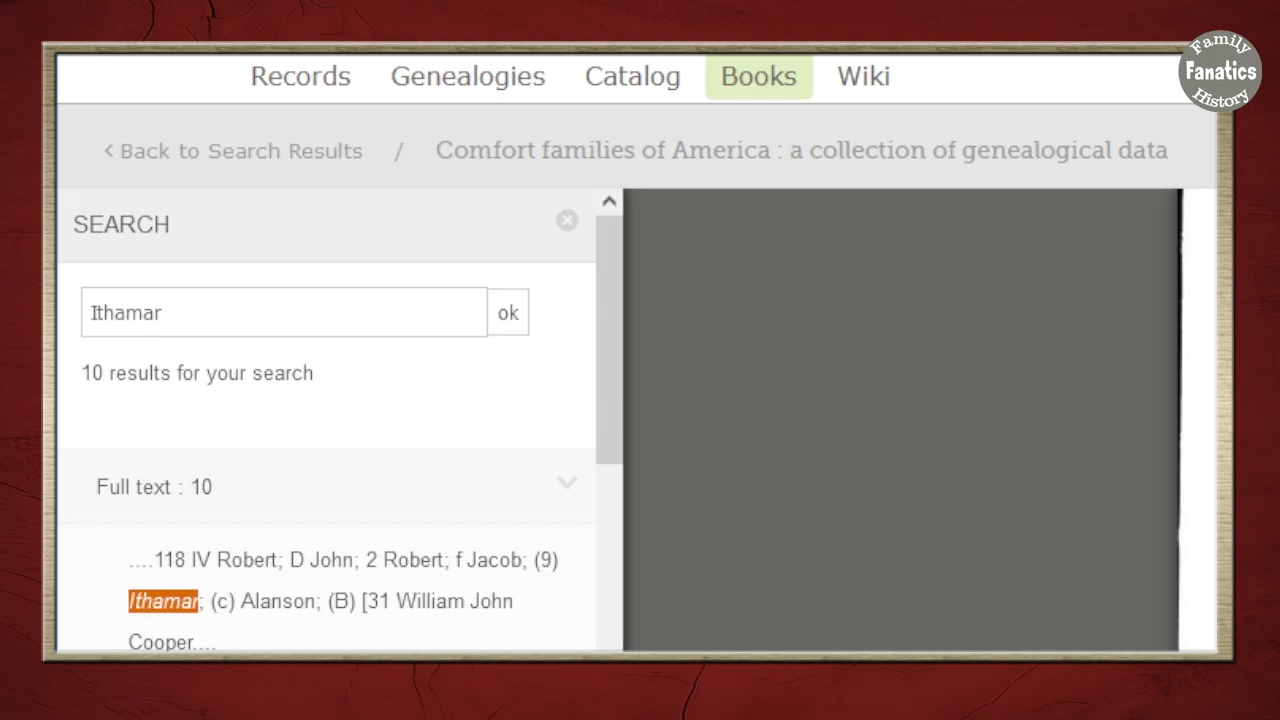 Family
Fanatics
History
Records Genealogies Catalog Books Wiki
< Back to Search Results / Comfort families of America : a collection of genealogical data
SEARCH
Ithamar ok
10 results for your search
Full text : 10
....118 IV Robert; D John; 2 Robert; f Jacob; (9)
Ithamar; (c) Alanson; (B) [31 William John
Cooper....